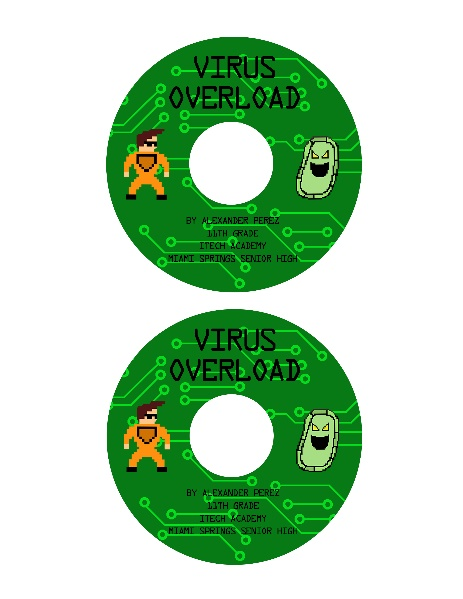 VIRUS
OVERLOAD
BY ALEXANDER PEREZ
11TH GRADE
ITECH ACADEMY
MIAMI SPRINGS SENIOR HIGH
VIRUS
OVERLOAD
BY ALEXANDER PEREZ
11TH GRADE
ITECH ACADEMY
MIAMI SPRINGS SENIOR HIGH